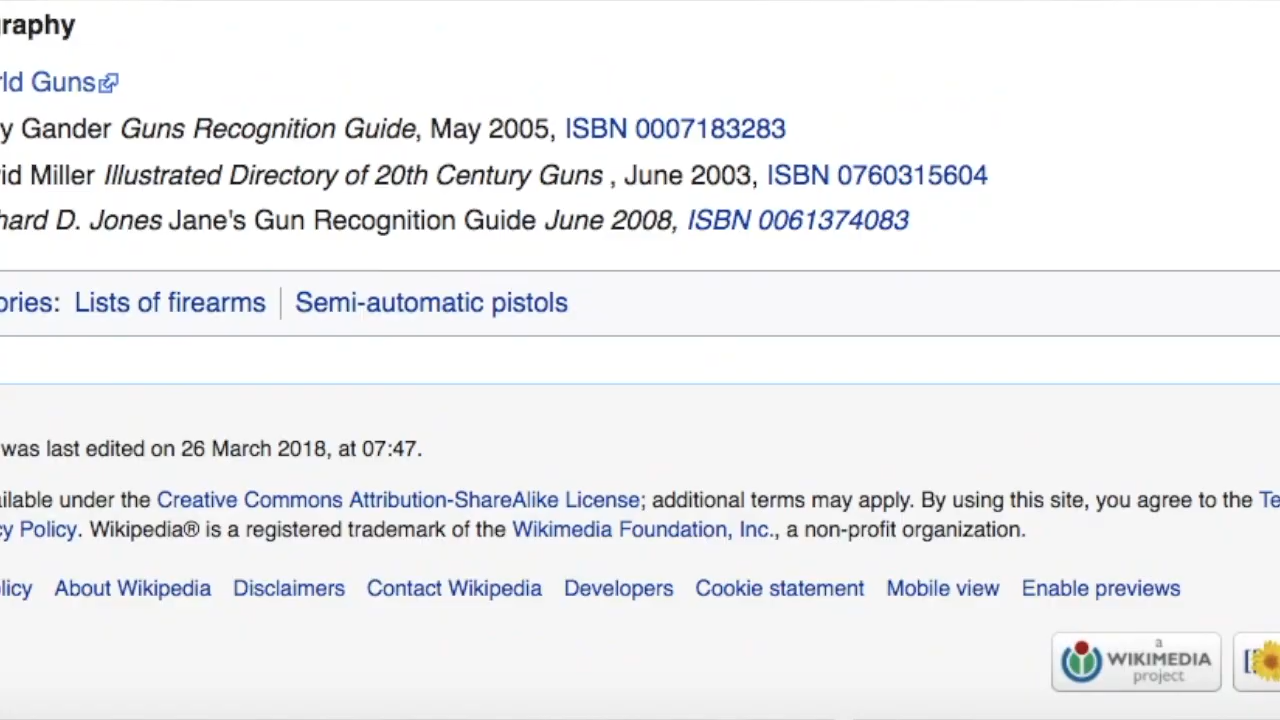 raphy
ld Guns
y Gander Guns Recognition Guide, May 2005, ISBN 0007183283
id Miller Illustrated Directory of 20th Century Guns , June 2003, ISBN 0760315604
hard D. Jones Jane's Gun Recognition Guide June 2008, ISBN 0061374083
ories: Lists of firearms | Semi-automatic pistols
was last edited on 26 March 2018, at 07:47.
ilable under the Creative Commons Attribution-ShareAlike License; additional terms may apply. By using this site, you agree to the Te
cy Policy. Wikipedia® is a registered trademark of the Wikimedia Foundation, Inc., a non-profit organization.
licy About Wikipedia Disclaimers Contact Wikipedia Developers Cookie statement Mobile view Enable previews
a
WIKIMEDIA
project